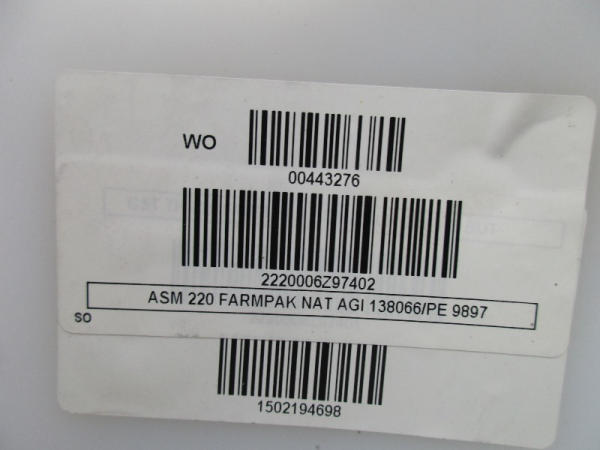 WO
00443276
2220006Z97402
ASM 220 FARMPAK NAT AGI 138066/PE 9897
SO
1502194698